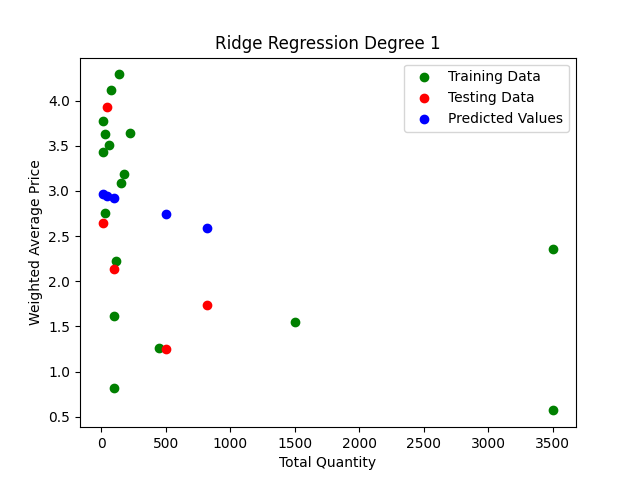 Ridge Regression Degree 1
Training Data
Testing Data
Predicted Values
Weighted Average Price
4.0
3.5
3.0
2.5
2.0
1.5
1.0
0.5
0
500
1000
1500
2000
2500
3000
3500
Total Quantity